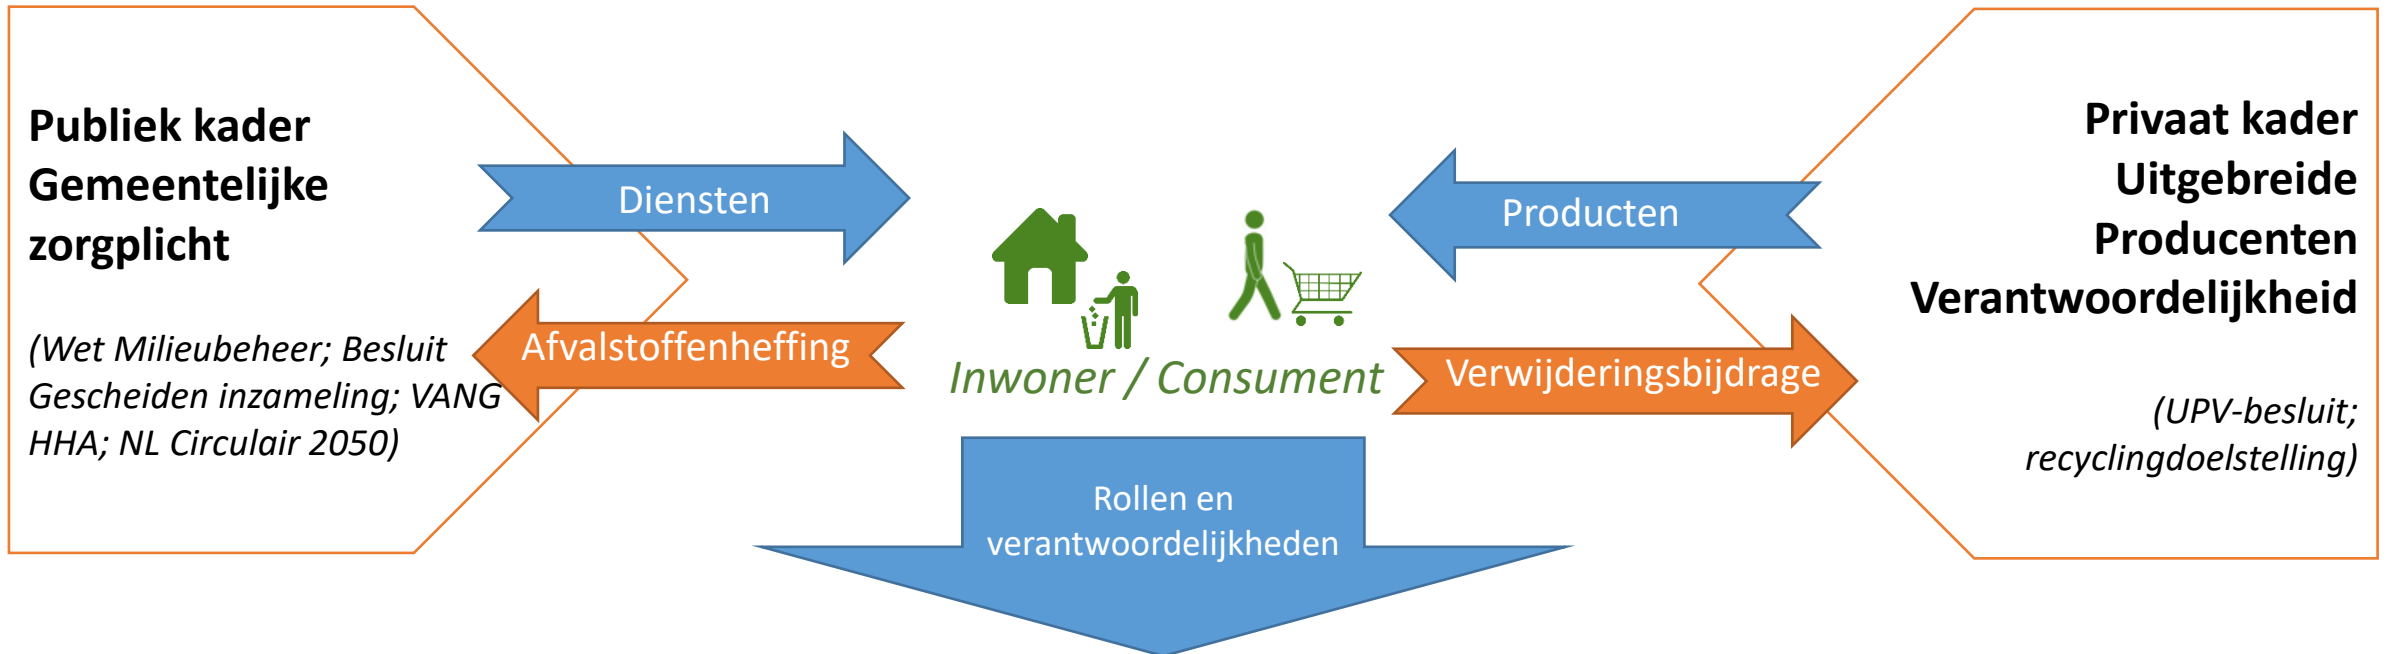 Publiek kader
Gemeentelijke
zorgplicht
(Wet Milieubeheer; Besluit
Gescheiden inzameling; VANG
HHA; NL Circulair 2050)
Diensten
Afvalstoffenheffing
Inwoner / Consument
Producten
Verwijderingsbijdrage
Privaat kader
Uitgebreide
Producenten
Verantwoordelijkheid
(UPV-besluit;
recyclingdoelstelling)
Rollen en
verantwoordelijkheden